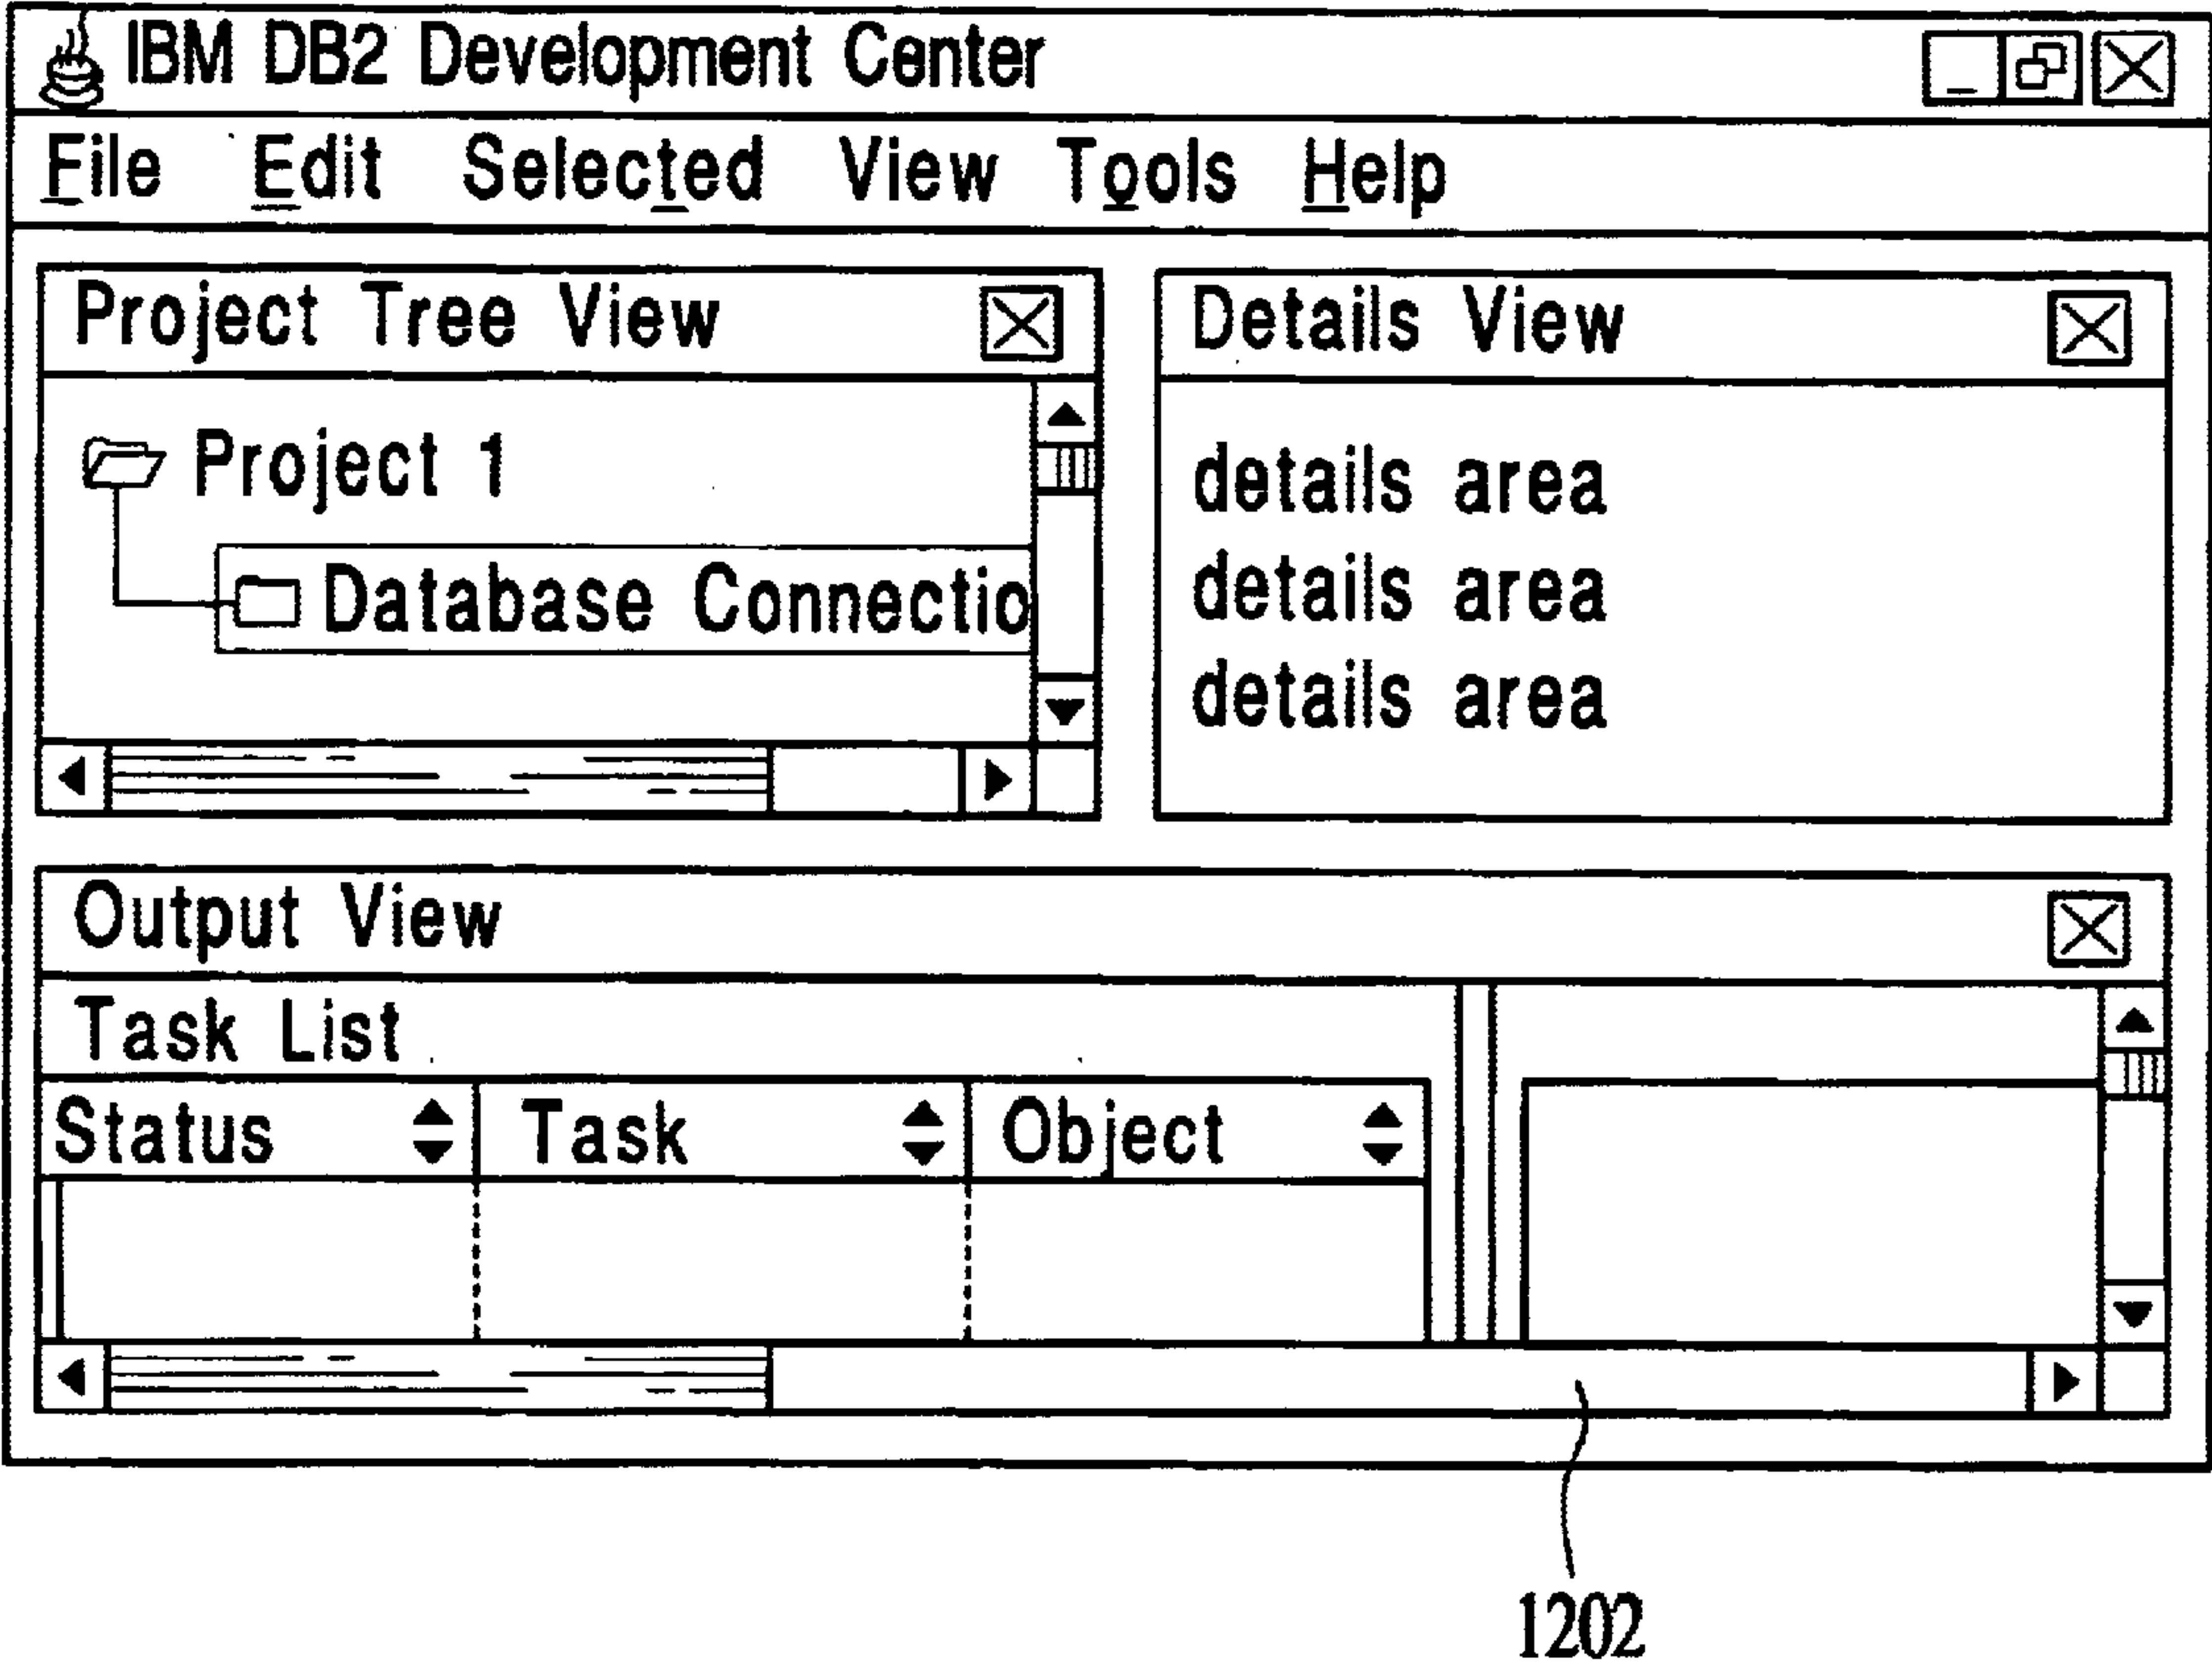 IBM DB2 Development Center
File Edit Selected View Tools Help
Project Tree View
Project 1
Database Connectio
Details View
details area
details area
details area
Output View
Task List
Status Task Object
1202